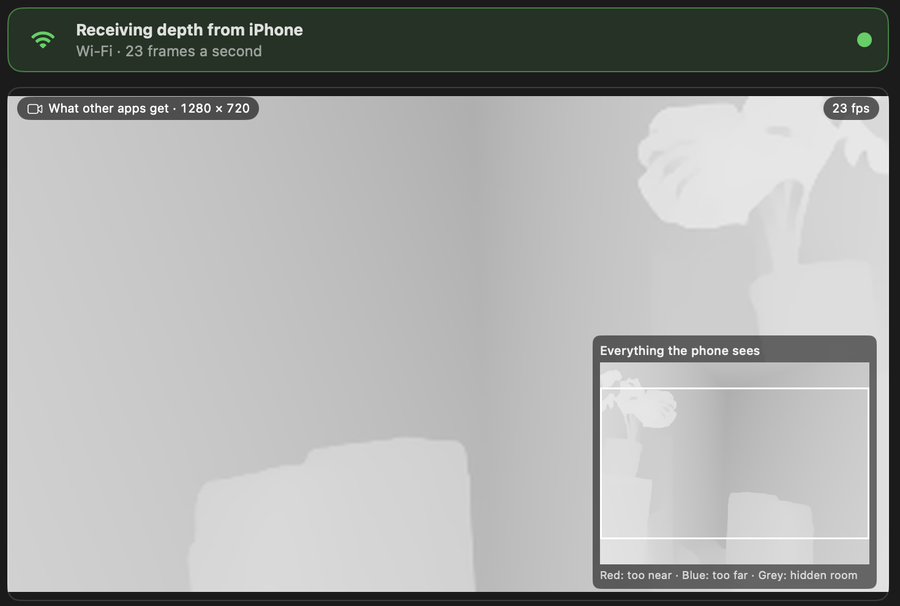 Receiving depth from iPhone
Wi-Fi · 23 frames a second
What other apps get · 1280 × 720
23 fps
Everything the phone sees
Red: too near · Blue: too far · Grey: hidden room